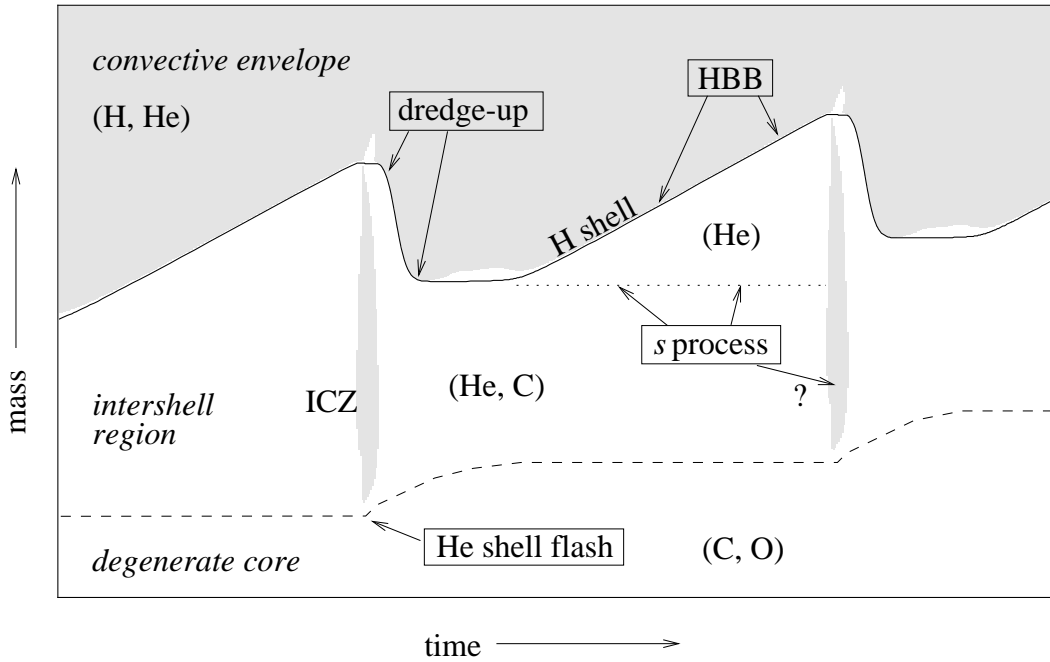 convective envelope
(H, He)
dredge-up
HBB
H shell
(He)
s process
(He, C)
ICZ
?
intershell
region
He shell flash
(C, O)
degenerate core
mass
time